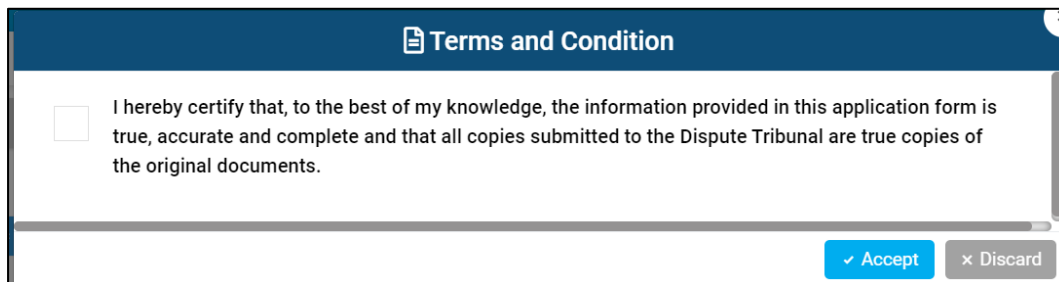 Terms and Condition
I hereby certify that, to the best of my knowledge, the information provided in this application form is
true, accurate and complete and that all copies submitted to the Dispute Tribunal are true copies of
the original documents.
Accept
Discard